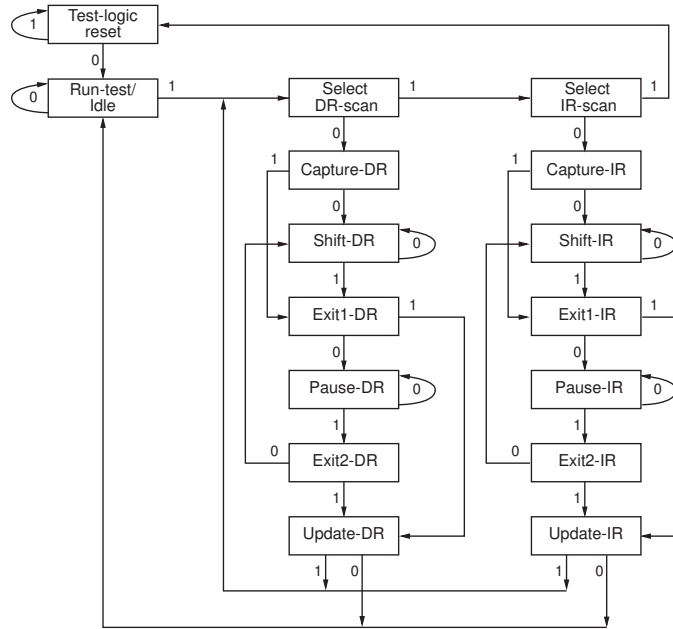 Test-logic
reset
1
0
Run-test/
Idle
0
1
Select
DR-scan
1
Select
IR-scan
1
0
0
1
Capture-DR
1
Capture-IR
0
0
Shift-DR
0
Shift-IR
0
1
1
Exit1-DR
1
Exit1-IR
1
0
0
Pause-DR
0
Pause-IR
0
1
1
0
Exit2-DR
0
Exit2-IR
1
1
Update-DR
Update-IR
1
0
1
0